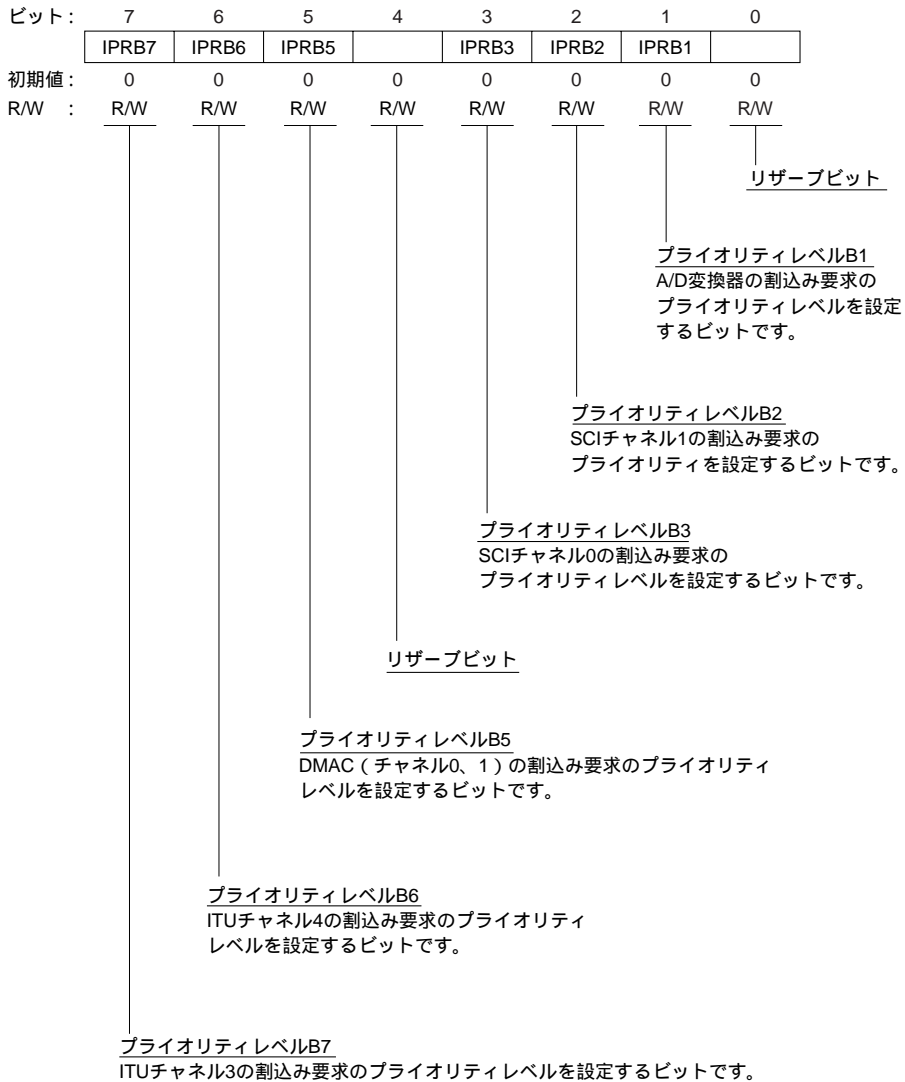 ビット： 7 6 5 4 3 2 1 0
IPRB7 IPRB6 IPRB5 IPRB3 IPRB2 IPRB1
初期値： 0 0 0 0 0 0 0 0
R/W ： R/W R/W R/W R/W R/W R/W R/W R/W
リザーブビット
プライオリティレベルB1
A/D変換器の割込み要求の
プライオリティレベルを設定
するビットです。
プライオリティレベルB2
SCIチャネル1の割込み要求の
プライオリティを設定するビットです。
プライオリティレベルB3
SCIチャネル0の割込み要求の
プライオリティレベルを設定するビットです。
リザーブビット
プライオリティレベルB5
DMAC（チャネル0、1）の割込み要求のプライオリティ
レベルを設定するビットです。
プライオリティレベルB6
ITUチャネル4の割込み要求のプライオリティ
レベルを設定するビットです。
プライオリティレベルB7
ITUチャネル3の割込み要求のプライオリティレベルを設定するビットです。